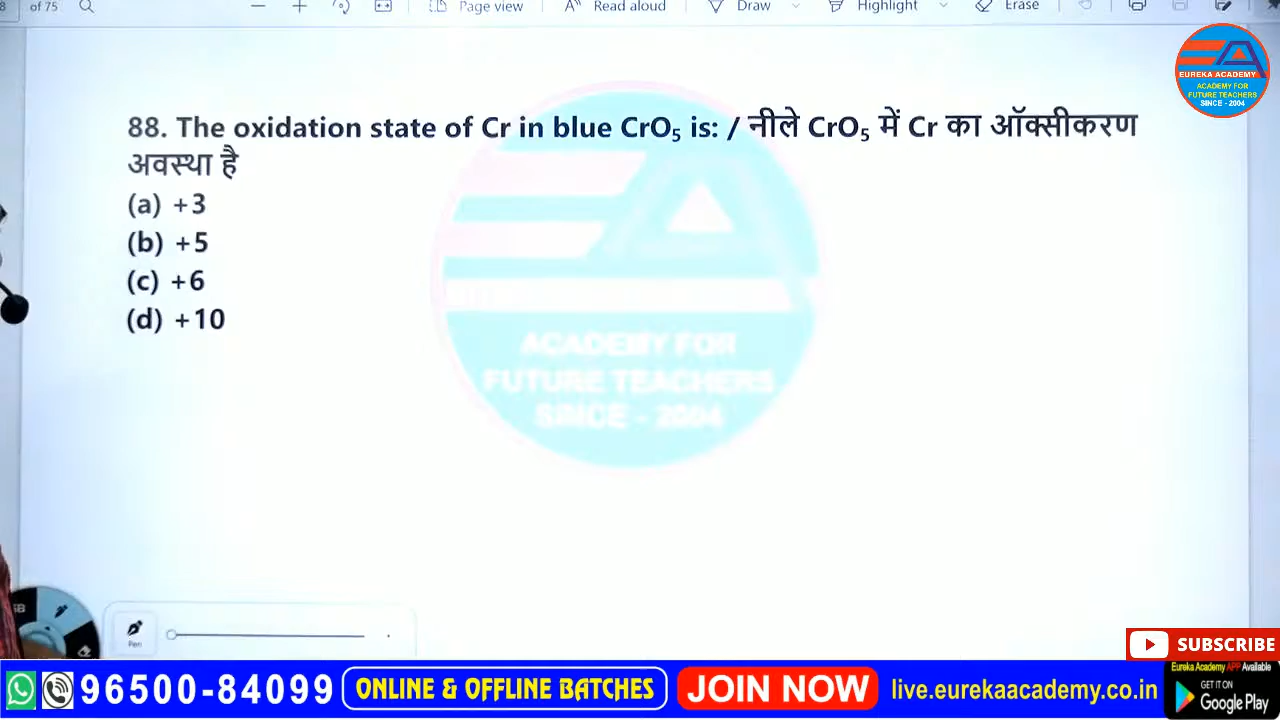 8 of 75 Page view Read aloud Draw Highlight Erase
EUREKA ACADEMY
ACADEMY FOR
FUTURE TEACHERS
SINCE - 2004
88. The oxidation state of Cr in blue CrO₅ is: / नीले CrO₅ में Cr का ऑक्सीकरण
अवस्था है
(a) +3
(b) +5
(c) +6
(d) +10
ACADEMY FOR
FUTURE TEACHERS
SINCE - 2004
Pen
SUBSCRIBE
96500-84099 ONLINE & OFFLINE BATCHES JOIN NOW live.eurekaacademy.co.in
Eureka Academy APP Available
GET IT ON
Google Play